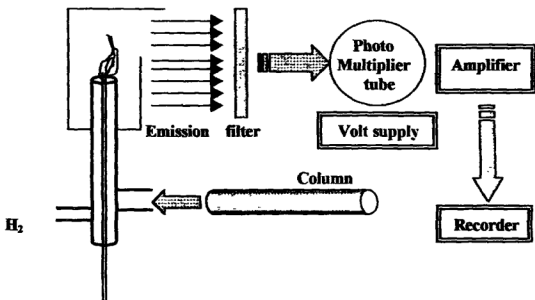 Photo
Multiplier
tube
Amplifier
Emission
filter
Volt supply
Column
H₂
Recorder